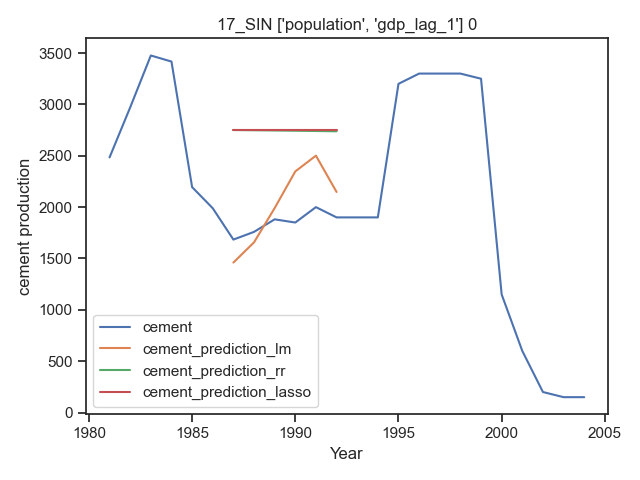 17_SIN ['population', 'gdp_lag_1'] 0
cement production
3500
3000
2500
2000
1500
1000
500
0
cement
cement_prediction_lm
cement_prediction_rr
cement_prediction_lasso
1980 1985 1990 1995 2000 2005
Year